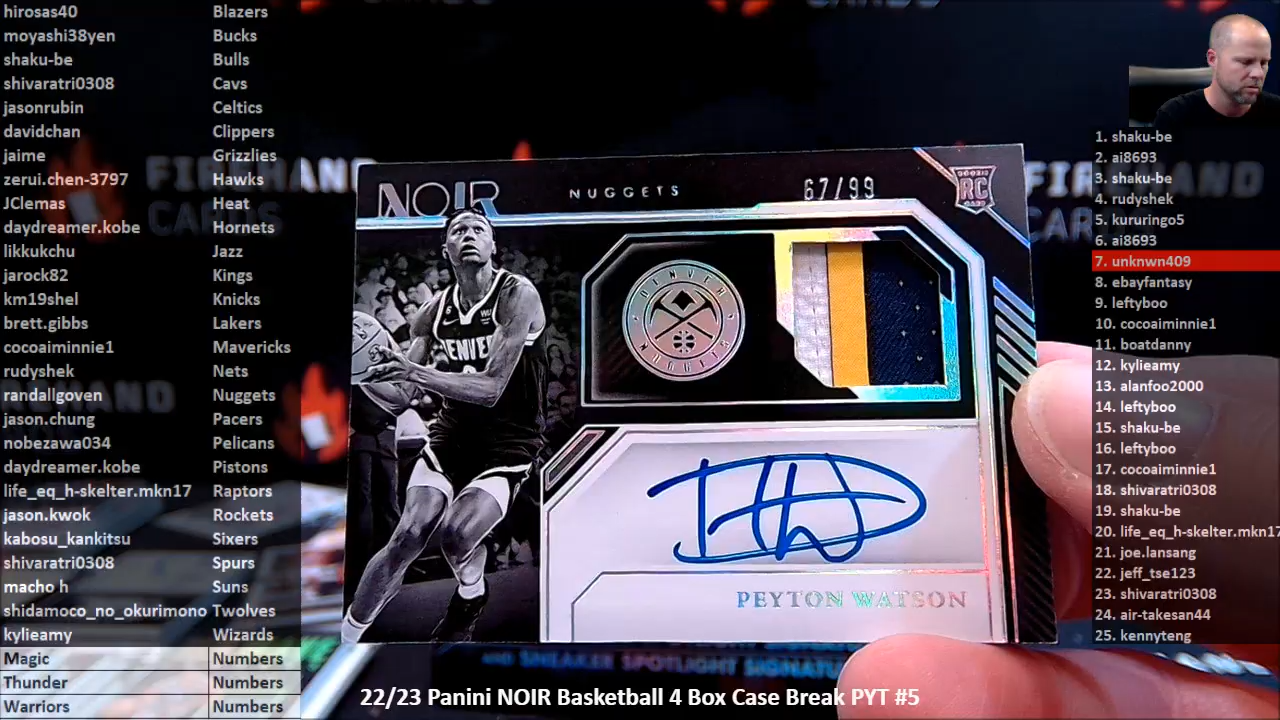 hirosas40 Blazers
moyashi38yen Bucks
shaku-be Bulls
shivaratri0308 Cavs
jasonrubin Celtics
davidchan Clippers
jaime Grizzlies
zerui.chen-3797 Hawks
JClemas Heat
daydreamer.kobe Hornets
likkukchu Jazz
jarock82 Kings
km19shel Knicks
brett.gibbs Lakers
cocoaiminnie1 Mavericks
rudyshek Nets
randallgoven Nuggets
jason.chung Pacers
nobezawa034 Pelicans
daydreamer.kobe Pistons
life_eq_h-skelter.mkn17 Raptors
jason.kwok Rockets
kabosu_kankitsu Sixers
shivaratri0308 Spurs
macho h Suns
shidamoco_no_okurimono Twolves
kylieamy Wizards
Magic Numbers
Thunder Numbers
Warriors Numbers
NOIR NUGGETS 67/99 RC
DENVER
NUGGETS
DENVER
PEYTON WATSON
22/23 Panini NOIR Basketball 4 Box Case Break PYT #5
1. shaku-be
2. ai8693
3. shaku-be
4. rudyshek
5. kururingo5
6. ai8693
7. unknwn409
8. ebayfantasy
9. leftyboo
10. cocoaiminnie1
11. boatdanny
12. kylieamy
13. alanfoo2000
14. leftyboo
15. shaku-be
16. leftyboo
17. cocoaiminnie1
18. shivaratri0308
19. shaku-be
20. life_eq_h-skelter.mkn17
21. joe.lansang
22. jeff_tse123
23. shivaratri0308
24. air-takesan44
25. kennyteng